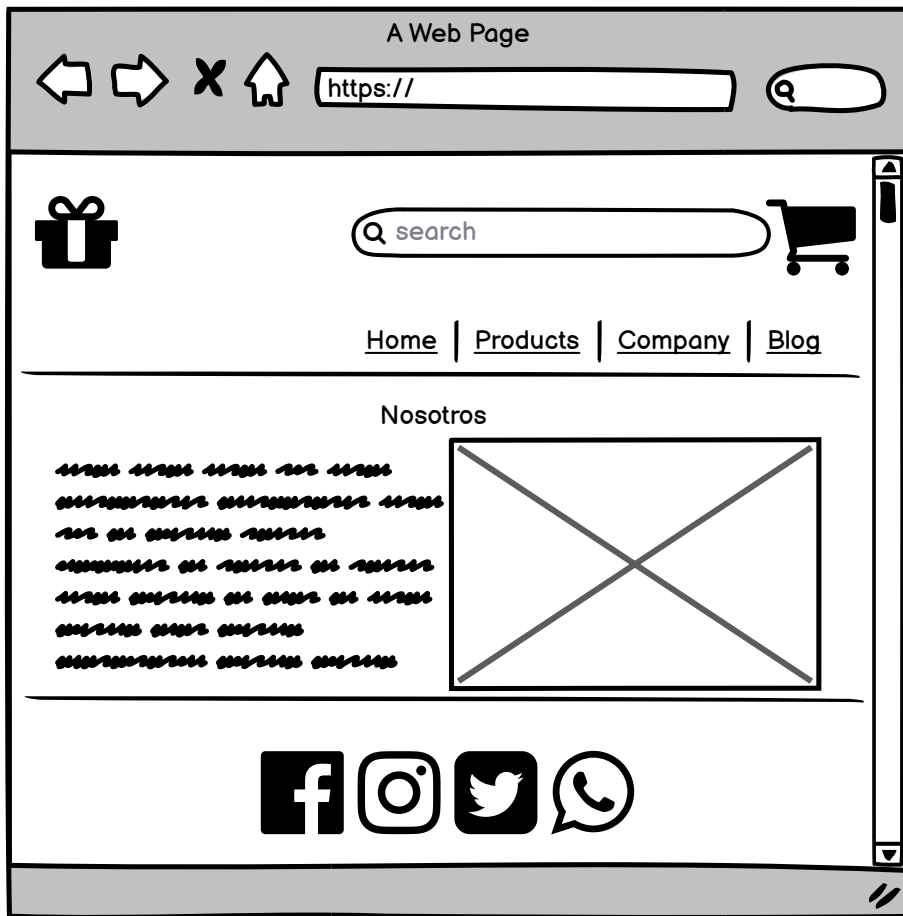 A Web Page
https://
search
Home | Products | Company | Blog
Nosotros